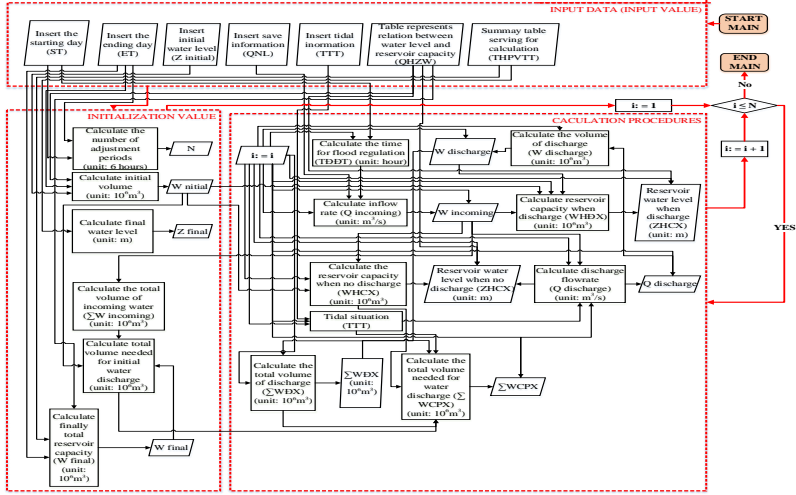 INPUT DATA (INPUT VALUE)
Insert the
starting day
(ST)
Insert the
ending day
(ET)
Insert
initial
water level
(Z initial)
Insert save
information
(QNL)
Insert tidal
inormation
(TTT)
Table represents
relation between
water level and
reservoir capacity
(QHZW)
Summay table
serving for
calculation
(THPVTT)
START
MAIN
END
MAIN
No
i ≤ N
i: = 1
i: = i + 1
YES
INITIALIZATION VALUE
Calculate the
number of
adjustment
periods
(unit: 6 hours)
N
Calculate initial
volume
(unit: 10⁶m³)
W nitial
Calculate final
water level
(unit: m)
Z final
Calculate the total
volume of
incoming water
(∑W incoming)
(unit: 10⁶m³)
Calculate total
volume needed
for initial
water
discharge
(unit: 10⁶m³)
Calculate
finally
total
reservoir
capacity
(W final)
(unit:
10⁶m³)
W final
CACULATION PROCEDURES
i: = i
Calculate the time
for flood regulation
(TĐĐT) (unit: hour)
W discharge
Calculate the volume
of discharge
(W discharge)
(unit: 10⁶m³)
Calculate inflow
rate (Q incoming)
(unit: m³/s)
W incoming
Calculate reservoir
capacity when
discharge (WHĐX)
(unit: 10⁶m³)
Reservoir
water level
when
discharge
(ZHCX)
(unit: m)
Calculate the
reservoir capacity
when no discharge
(WHCX)
(unit: 10⁶m³)
Reservoir water
level when no
discharge (ZHCX)
(unit: m)
Calculate discharge
flowrate
(Q discharge)
(unit: m³/s)
Q discharge
Tidal situation
(TTT)
Calculate the
total volume
of discharge
(∑WĐX)
(unit: 10⁶m³)
∑WĐX
(unit:
10⁶m³)
Calculate the
total volume
needed for
water
discharge (∑
WCPX)
(unit: 10⁶m³)
∑WCPX